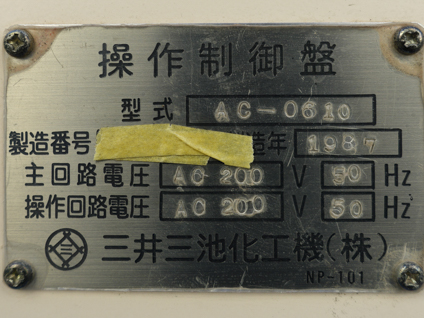 操作制御盤
型式 AC-0610
製造番号 造年 1987
主回路電圧 AC 200 V 50 Hz
操作回路電圧 AC 200 V 50 Hz
三井三池化工機(株)
NP-101